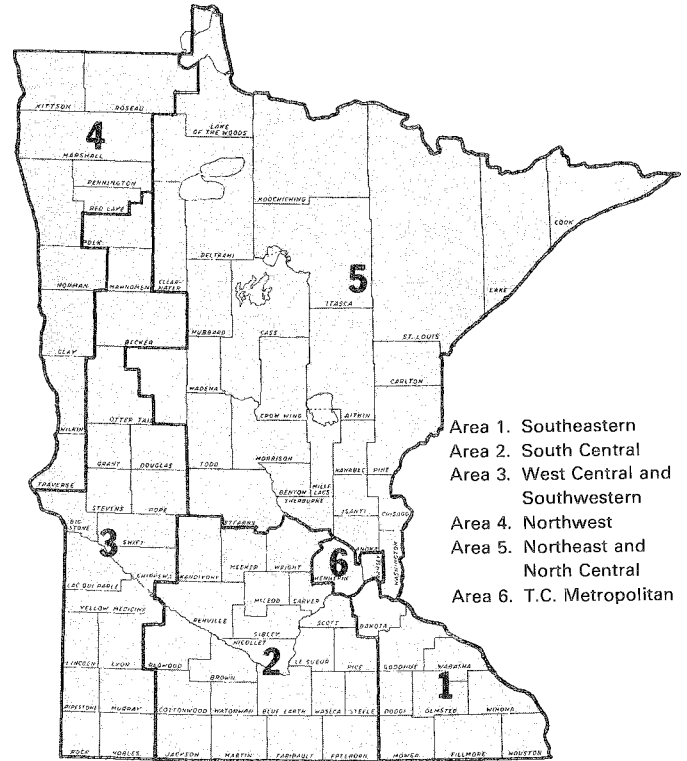 KITTSON
ROSEAU
LAKE
OF THE WOODS
4
MARSHALL
PENNINGTON
RED LAKE
KOOCHICHING
COOK
POLK
BELTRAMI
5
NORMAN
MAHNOMEN
CLEAR-
WATER
ITASCA
LAKE
HUBBARD
CASS
ST. LOUIS
CLAY
BECKER
CARLTON
WADENA
CROW WING
AITKIN
OTTER TAIL
WILKIN
Area 1. Southeastern
Area 2. South Central
Area 3. West Central and
Southwestern
Area 4. Northwest
Area 5. Northeast and
North Central
Area 6. T.C. Metropolitan
GRANT
DOUGLAS
TODD
MORRISON
KANABEC
PINE
TRAVERSE
BENTON
MILLE
LACS
SHERBURNE
STEVENS
POPE
STEARNS
ISANTI
CHISAGO
BIG
STONE
3
SWIFT
ANOKA
6
HENNEPIN
WASHINGTON
LAC QUI PARLE
CHIPPEWA
KANDIYOHI
MEEKER
WRIGHT
MCLEOD
CARVER
YELLOW MEDICINE
RENVILLE
SCOTT
DAKOTA
SIBLEY
NICOLLET
LINCOLN
LYON
REDWOOD
2
LE SUEUR
RICE
GOODHUE
WABASHA
BROWN
1
PIPESTONE
MURRAY
COTTONWOOD
WATONWAN
BLUE EARTH
WASECA
STEELE
DODGE
OLMSTED
WINONA
ROCK
NOBLES
JACKSON
MARTIN
FARIBAULT
FREEBORN
MOWER
FILLMORE
HOUSTON